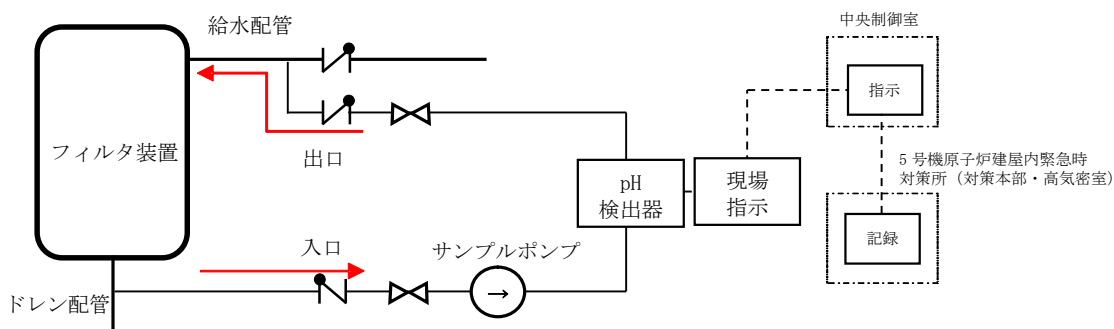 給水配管
中央制御室
指示
フィルタ装置
出口
pH
検出器
現場
指示
5号機原子炉建屋内緊急時
対策所（対策本部・高気密室）
記録
入口
サンプルポンプ
ドレン配管